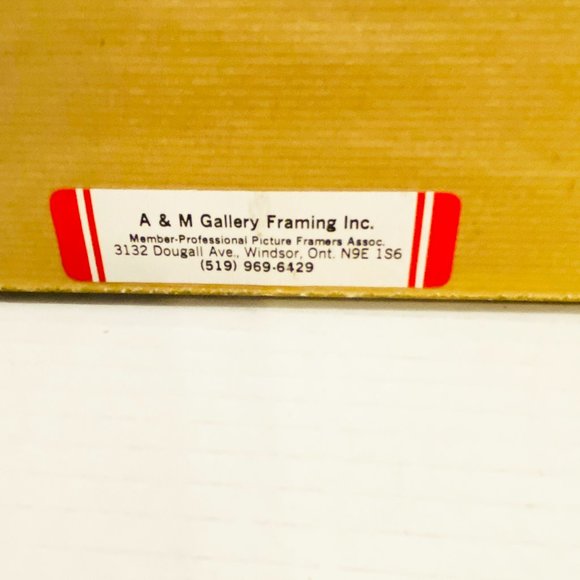 A & M Gallery Framing Inc.
Member-Professional Picture Framers Assoc.
3132 Dougall Ave., Windsor, Ont. N9E 1S6
(519) 969-6429